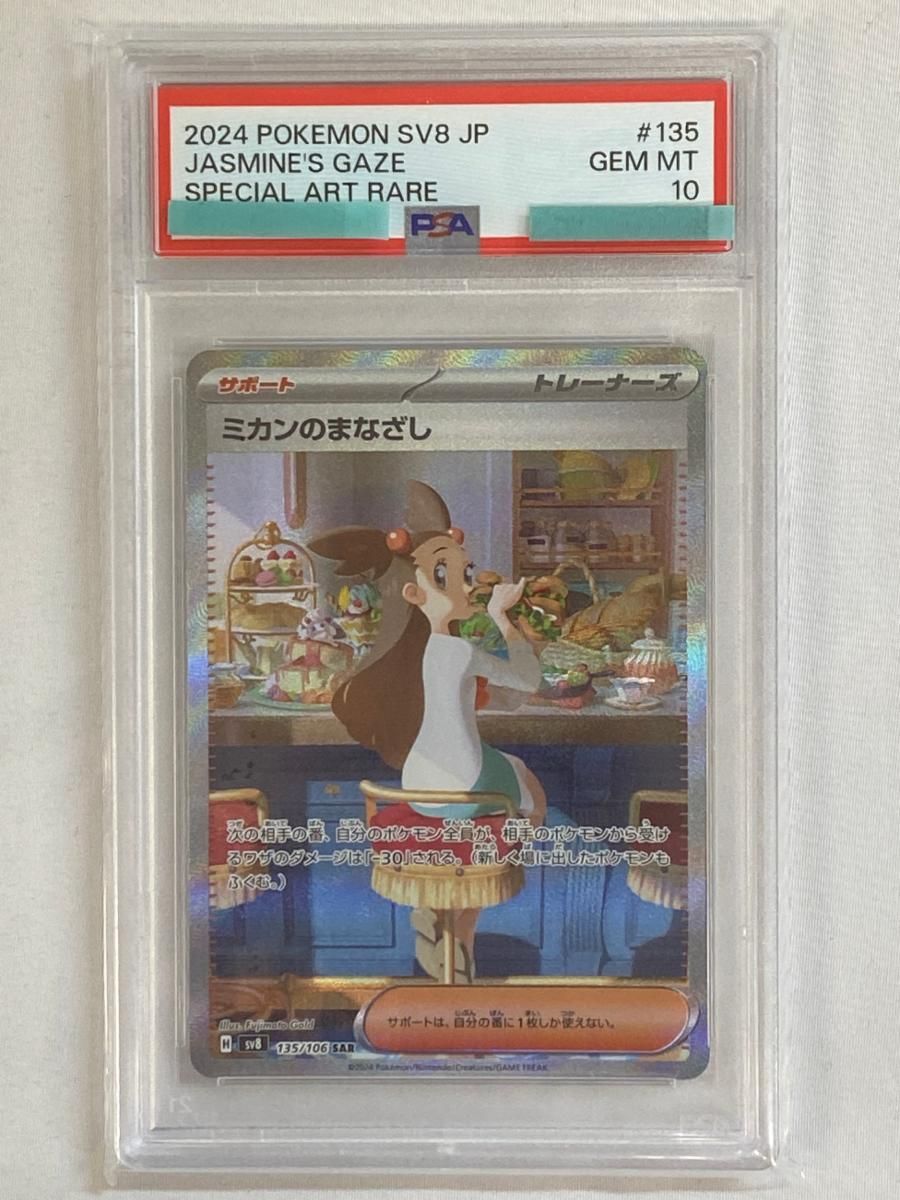 2024 POKEMON SV8 JP #135
JASMINE'S GAZE GEM MT
SPECIAL ART RARE 10
PSA
サポート トレーナーズ
ミカンのまなざし
次の相手の番、自分のポケモン全員が、相手のポケモンから受け
るワザのダメージは「-30」される。（新しく場に出したポケモンも
ふくむ。）
Illus. Fujimoto Gold
サポートは、自分の番に1枚しか使えない。
H sv8 135/106 SAR
©2024 Pokémon/Nintendo/Creatures/GAME FREAK.